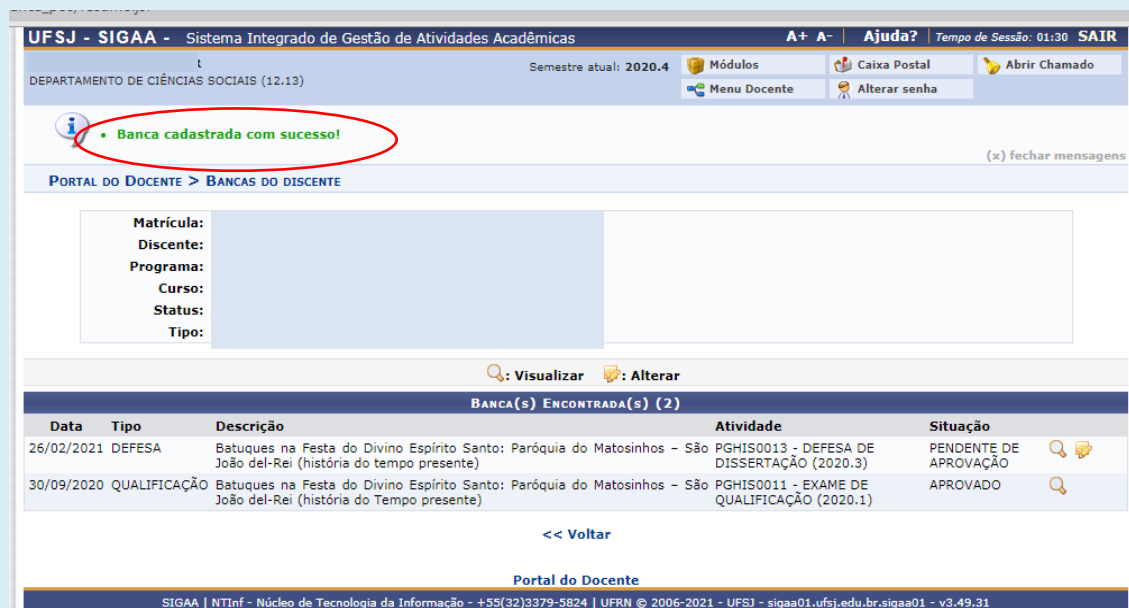 UFSJ - SIGAA - Sistema Integrado de Gestão de Atividades Acadêmicas A+ A- | Ajuda? | Tempo de Sessão: 01:30 SAIR
DEPARTAMENTO DE CIÊNCIAS SOCIAIS (12.13)
Semestre atual: 2020.4
Módulos Caixa Postal Abrir Chamado
Menu Docente Alterar senha
• Banca cadastrada com sucesso!
(x) fechar mensagens
PORTAL DO DOCENTE > BANCAS DO DISCENTE
Matrícula:
Discente:
Programa:
Curso:
Status:
Tipo:
: Visualizar : Alterar
BANCA(S) ENCONTRADA(S) (2)
Data Tipo Descrição Atividade Situação
26/02/2021 DEFESA Batuques na Festa do Divino Espírito Santo: Paróquia do Matosinhos – São PGHIS0013 - DEFESA DE PENDENTE DE
João del-Rei (história do tempo presente) DISSERTAÇÃO (2020.3) APROVAÇÃO
30/09/2020 QUALIFICAÇÃO Batuques na Festa do Divino Espírito Santo: Paróquia do Matosinhos – São PGHIS0011 - EXAME DE APROVADO
João del-Rei (história do Tempo presente) QUALIFICAÇÃO (2020.1)
<< Voltar
Portal do Docente
SIGAA | NTInf - Núcleo de Tecnologia da Informação - +55(32)3379-5824 | UFRN © 2006-2021 - UFSJ - sigaa01.ufsj.edu.br.sigaa01 - v3.49.31